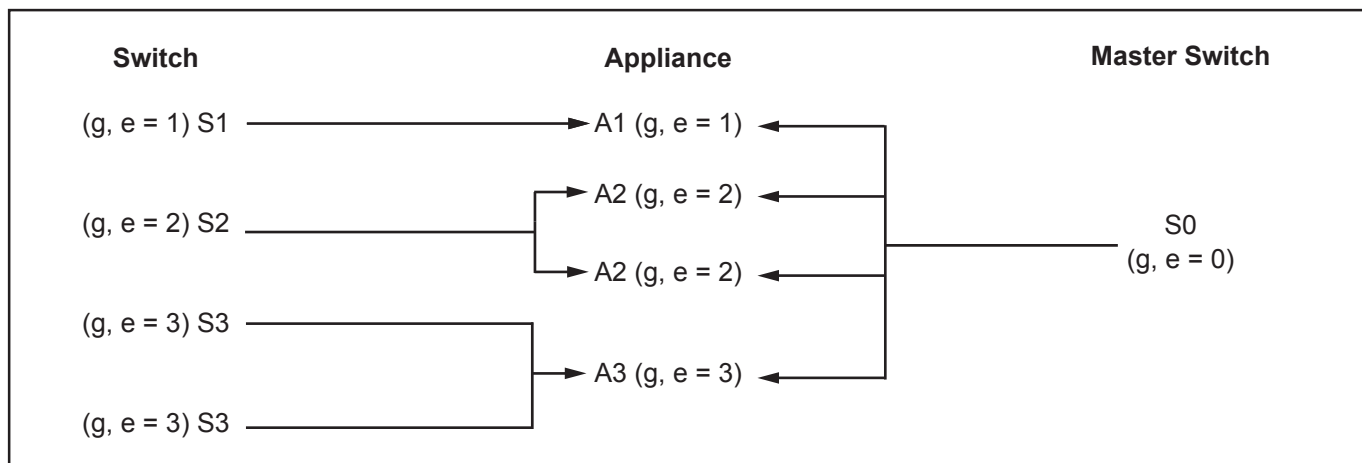 Switch Appliance Master Switch
(g, e = 1) S1 A1 (g, e = 1)
A2 (g, e = 2)
(g, e = 2) S2 S0
(g, e = 0)
A2 (g, e = 2)
(g, e = 3) S3
A3 (g, e = 3)
(g, e = 3) S3